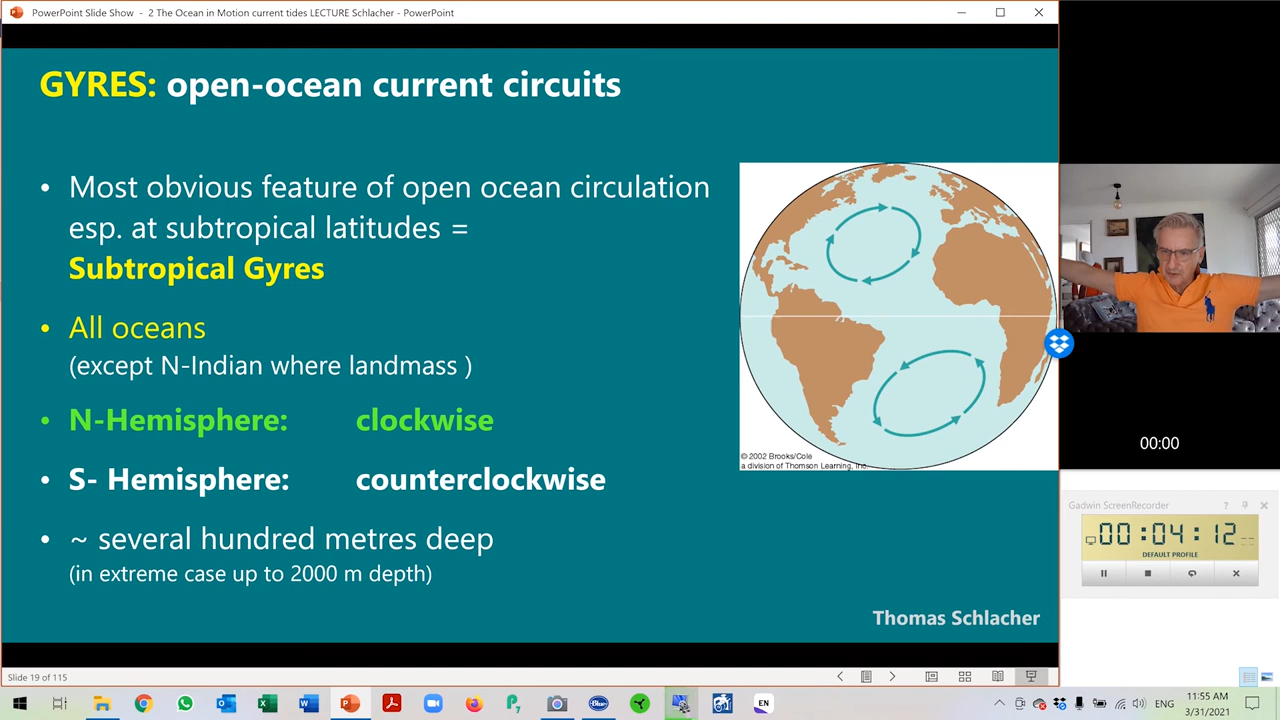 PowerPoint Slide Show - 2 The Ocean in Motion current tides LECTURE Schlacher - PowerPoint
GYRES: open-ocean current circuits
• Most obvious feature of open ocean circulation
esp. at subtropical latitudes =
Subtropical Gyres
• All oceans
(except N-Indian where landmass )
• N-Hemisphere: clockwise
• S- Hemisphere: counterclockwise
• ~ several hundred metres deep
(in extreme case up to 2000 m depth)
© 2002 Brooks/Cole
a division of Thomson Learning, Inc.
Thomas Schlacher
00:00
Gadwin ScreenRecorder
00:04:12
DEFAULT PROFILE
Slide 19 of 115
EN
ENG
11:55 AM
3/31/2021